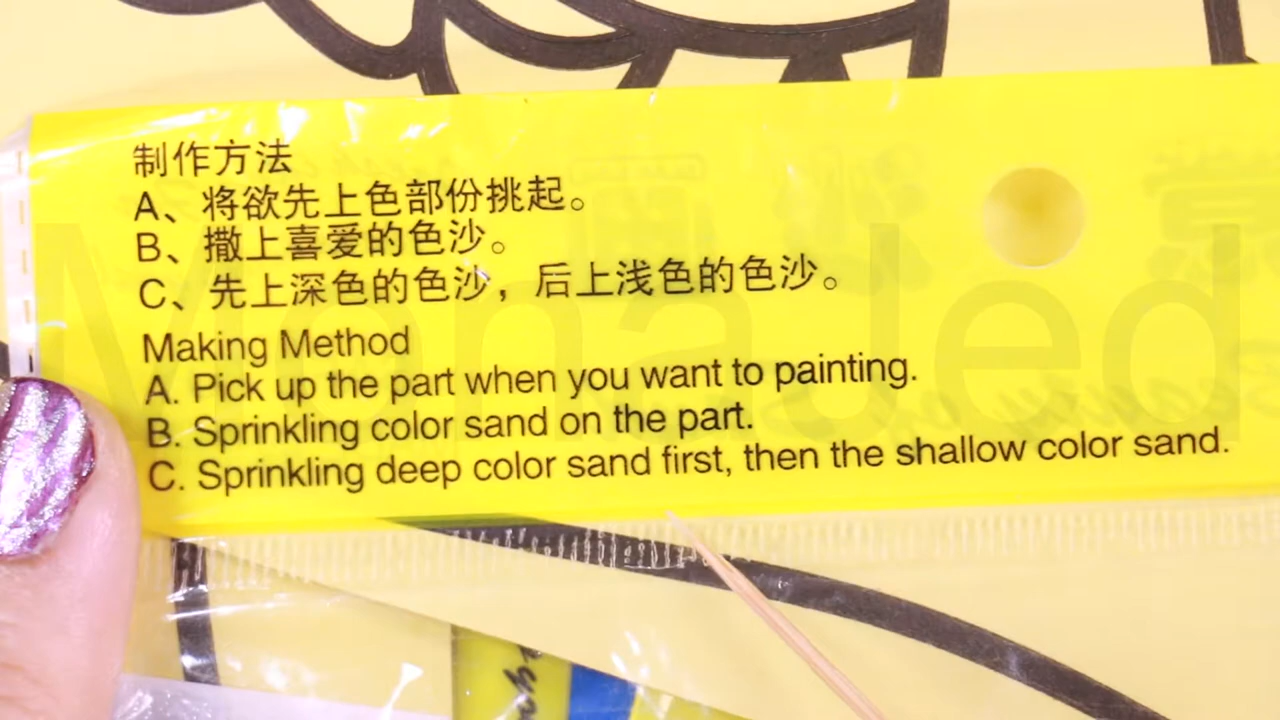 制作方法
A、将欲先上色部份挑起。
B、撒上喜爱的色沙。
C、先上深色的色沙，后上浅色的色沙。
Making Method
A. Pick up the part when you want to painting.
B. Sprinkling color sand on the part.
C. Sprinkling deep color sand first, then the shallow color sand.
MonaJed